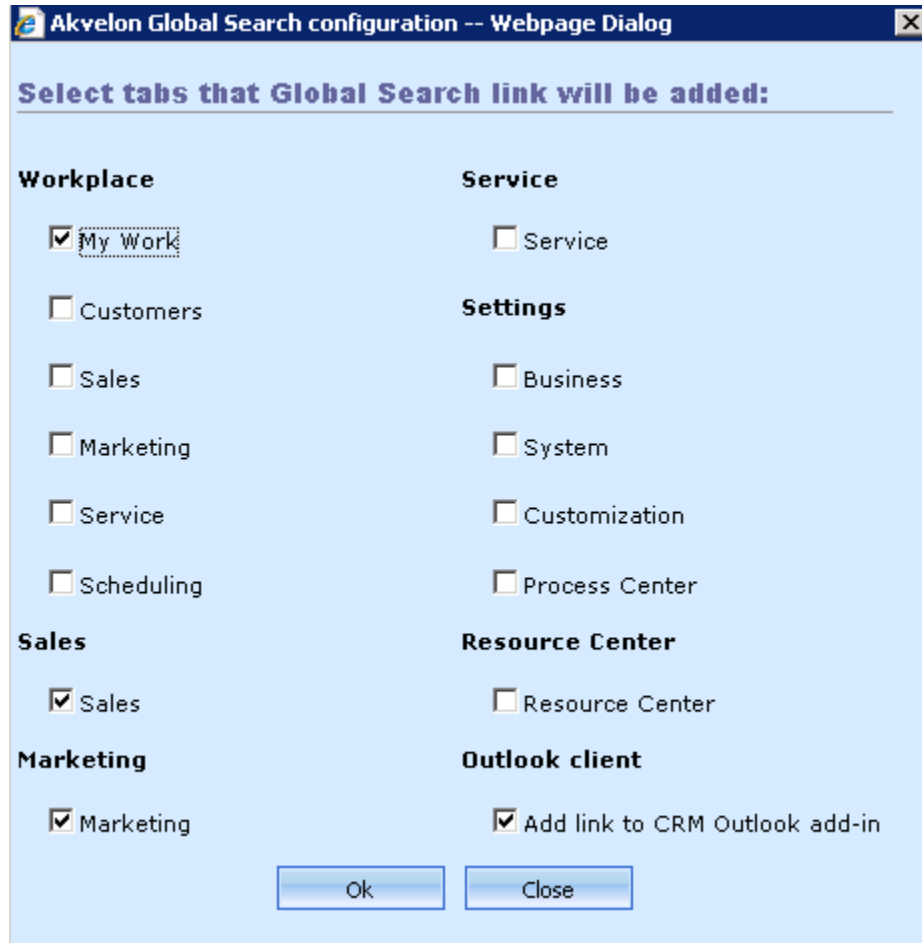 Akvelon Global Search configuration -- Webpage Dialog
Select tabs that Global Search link will be added:
Workplace
My Work
Customers
Sales
Marketing
Service
Scheduling
Sales
Sales
Marketing
Marketing
Service
Service
Settings
Business
System
Customization
Process Center
Resource Center
Resource Center
Outlook client
Add link to CRM Outlook add-in
Ok
Close